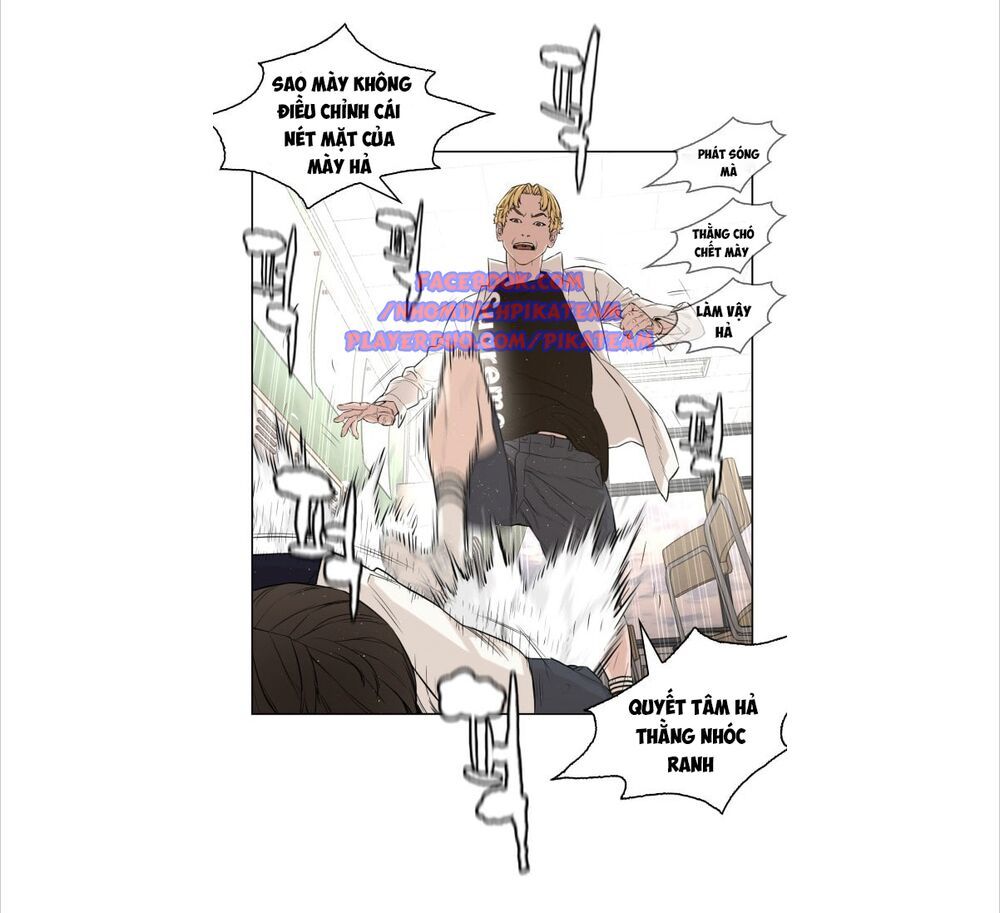 SAO MÀY KHÔNG
ĐIỀU CHỈNH CÁI
NÉT MẶT CỦA
MÀY HẢ
PHÁT SÓNG
MÀ
THẰNG CHÓ
CHẾT MÀY
LÀM VẬY
HẢ
FACEBOOK.COM
/NHOMDICHPIKATEAM
PLAYERDUO.COM/PIKATEAM
Supreme
QUYẾT TÂM HẢ
THẰNG NHÓC
RANH